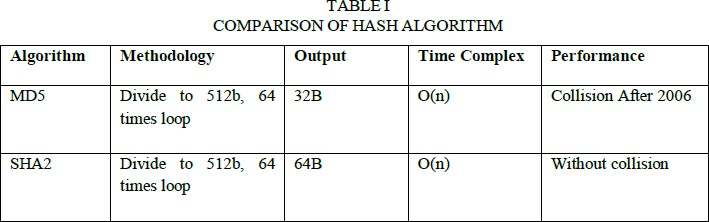 TABLE I
COMPARISON OF HASH ALGORITHM
Algorithm Methodology Output Time Complex Performance
MD5 Divide to 512b, 64 32B O(n) Collision After 2006
times loop
SHA2 Divide to 512b, 64 64B O(n) Without collision
times loop